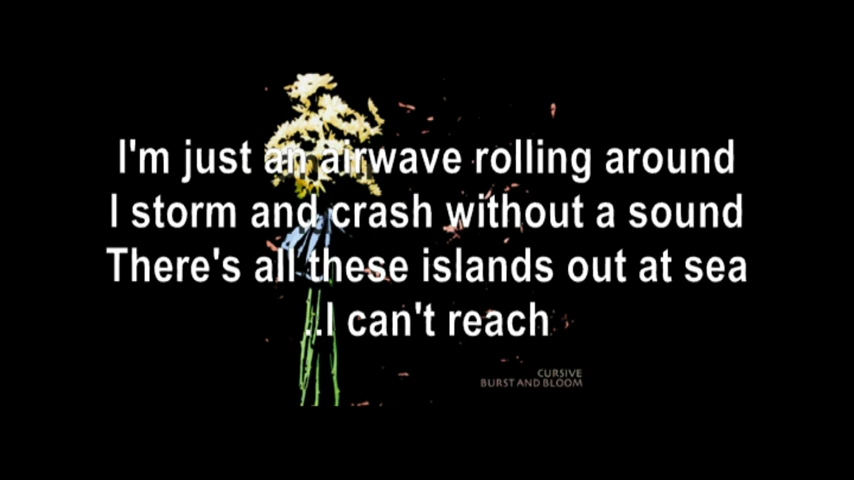 I'm just an airwave rolling around
I storm and crash without a sound
There's all these islands out at sea
..I can't reach
CURSIVE
BURST AND BLOOM